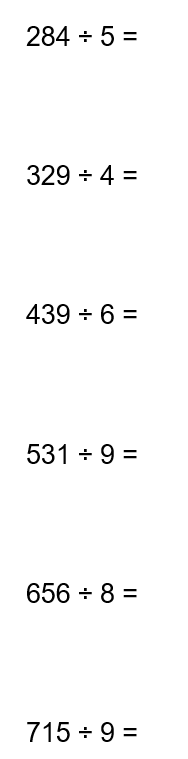 284 ÷ 5 =
329 ÷ 4 =
439 ÷ 6 =
531 ÷ 9 =
656 ÷ 8 =
715 ÷ 9 =